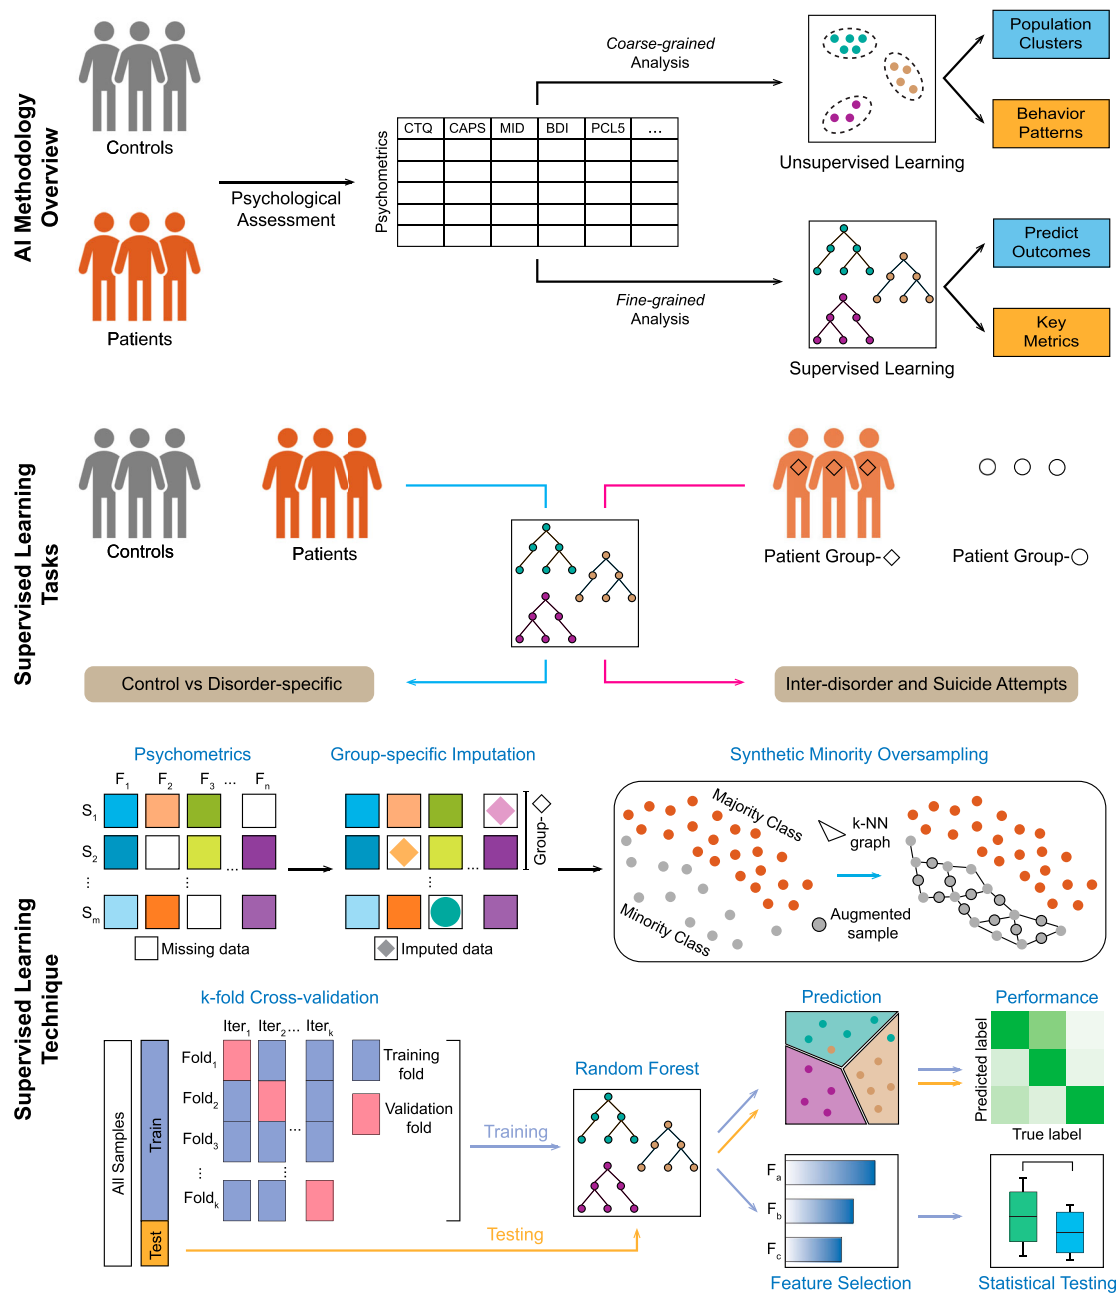 AI Methodology
Overview
Controls
Patients
Psychological
Assessment
Psychometrics
CTQ CAPS MID BDI PCL5 ...
Coarse-grained
Analysis
Fine-grained
Analysis
Unsupervised Learning
Population
Clusters
Behavior
Patterns
Supervised Learning
Predict
Outcomes
Key
Metrics
Supervised Learning
Tasks
Controls
Patients
Patient Group-◇
Patient Group-○
Control vs Disorder-specific
Inter-disorder and Suicide Attempts
Supervised Learning
Technique
Psychometrics
F1 F2 F3 ... Fn
S1
S2
...
Sm
...
...
Missing data
Group-specific Imputation
Group-◇
...
...
Imputed data
Synthetic Minority Oversampling
Majority Class
Minority Class
k-NN
graph
Augmented
sample
k-fold Cross-validation
All Samples
Train
Test
Iter1 Iter2 ... Iterk
Fold1
Fold2
Fold3
...
Foldk
...
...
Training
fold
Validation
fold
Training
Testing
Random Forest
Prediction
Performance
Predicted label
True label
Fa
Fb
Fc
Feature Selection
Statistical Testing